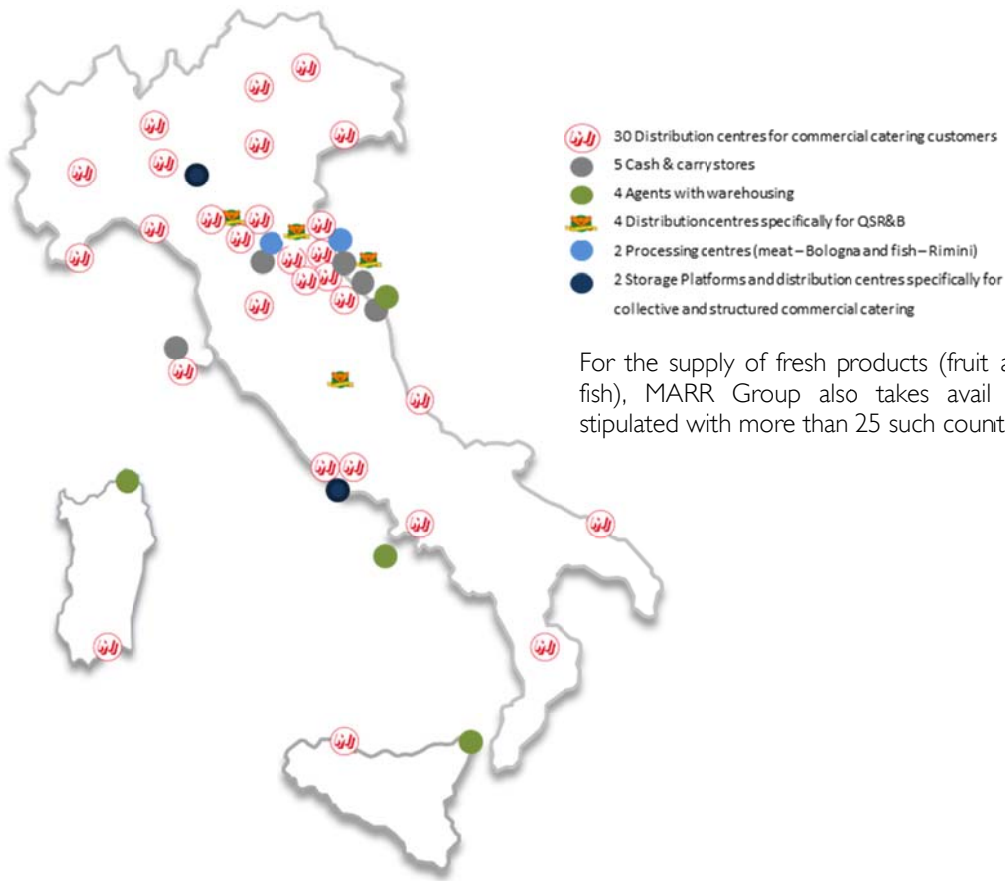 30 Distribution centres for commercial catering customers
5 Cash & carry stores
4 Agents with warehousing
4 Distribution centres specifically for QSR&B
2 Processing centres (meat – Bologna and fish – Rimini)
2 Storage Platforms and distribution centres specifically for
collective and structured commercial catering
For the supply of fresh products (fruit a
fish), MARR Group also takes avail
stipulated with more than 25 such count